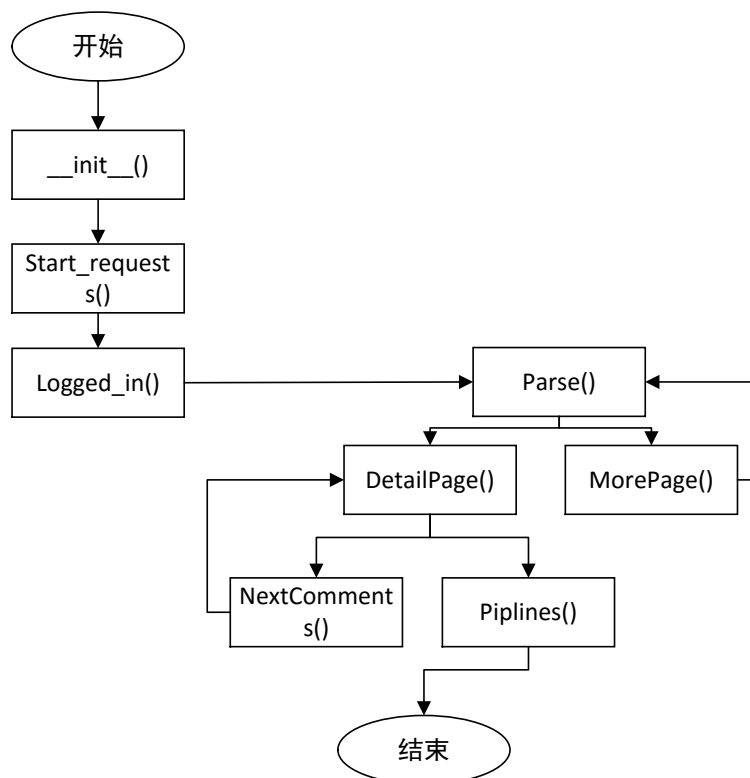 开始
__init__()
Start_request
s()
Logged_in()
Parse()
DetailPage()
MorePage()
NextComment
s()
Piplines()
结束